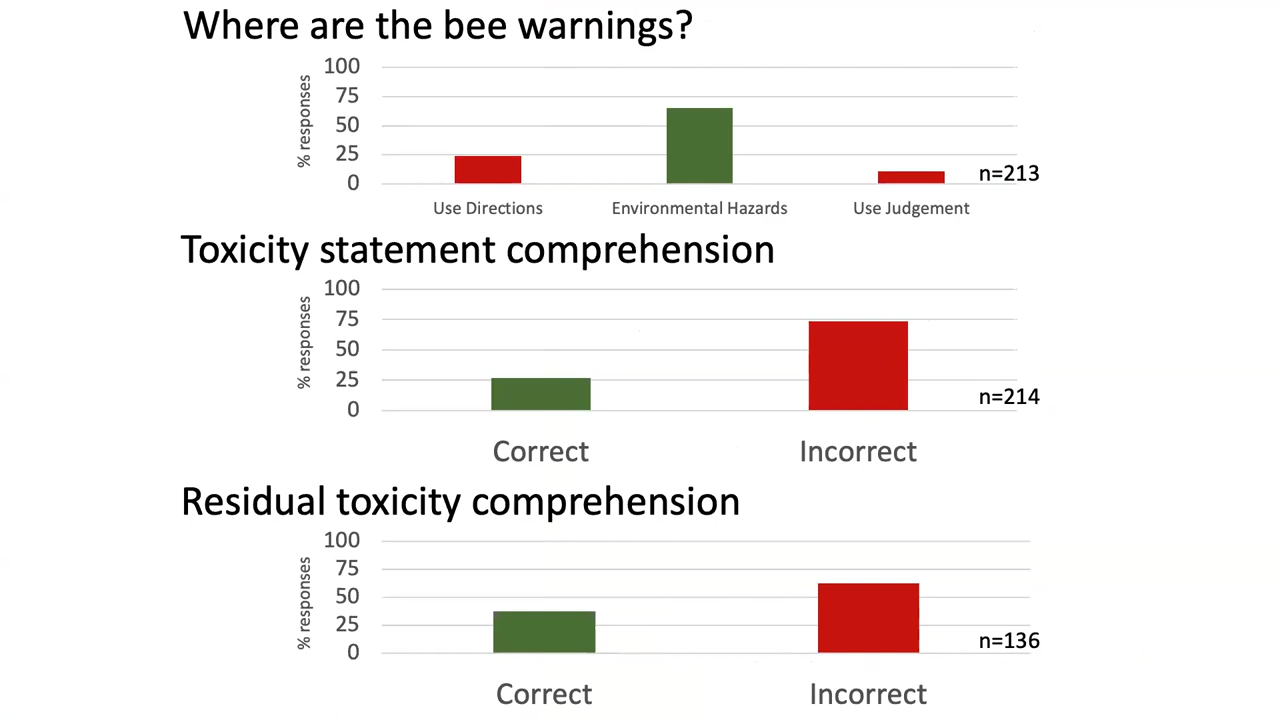 Where are the bee warnings?
% responses
100
75
50
25
0
n=213
Use Directions
Environmental Hazards
Use Judgement
Toxicity statement comprehension
% responses
100
75
50
25
0
n=214
Correct
Incorrect
Residual toxicity comprehension
% responses
100
75
50
25
0
n=136
Correct
Incorrect